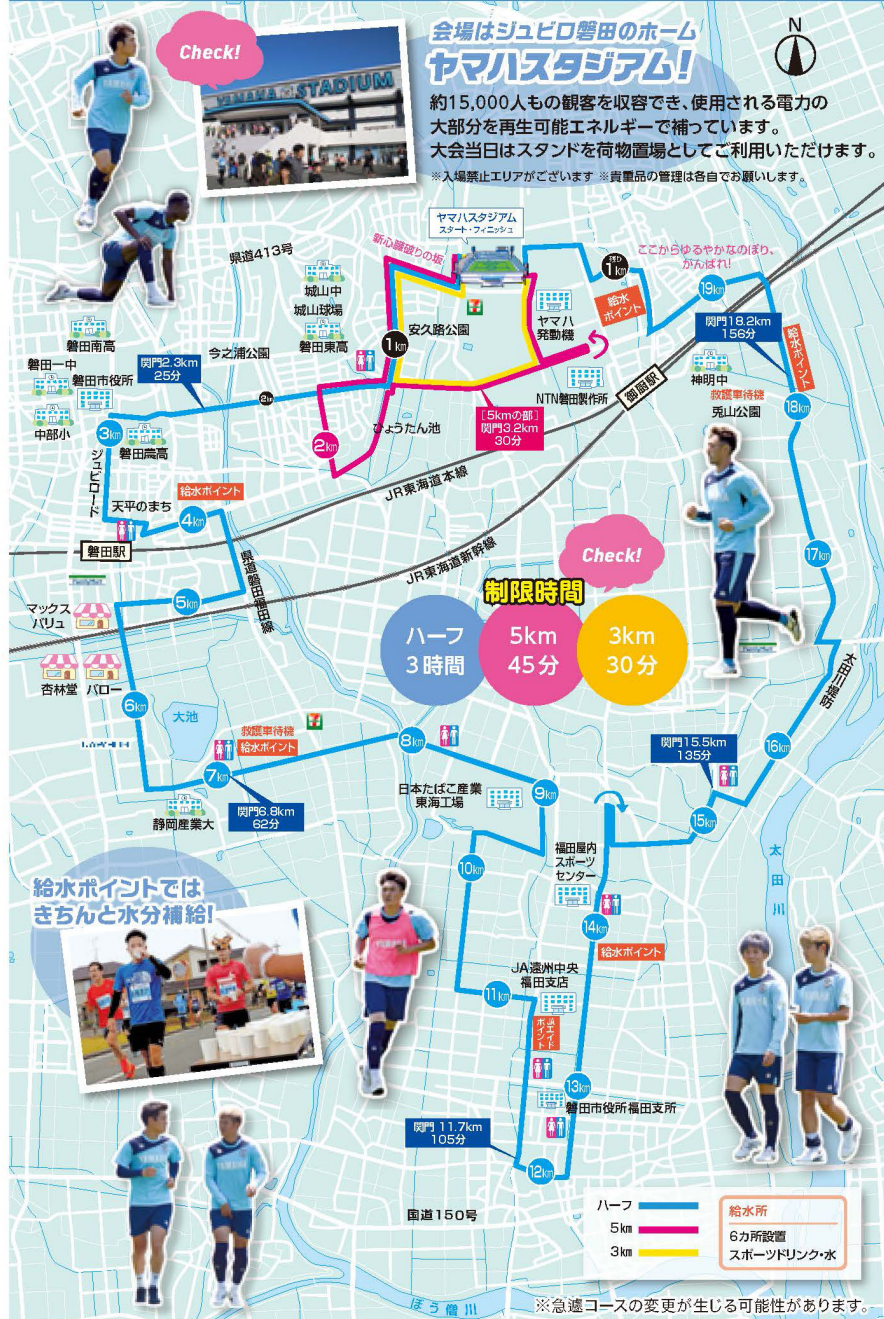 会場はジュビロ磐田のホーム
ヤマハスタジアム!
約15,000人もの観客を収容でき、使用される電力の
大部分を再生可能エネルギーで補っています。
大会当日はスタンドを荷物置場としてご利用いただけます。
※入場禁止エリアがございます ※貴重品の管理は各自でお願いします。
N
Check!
YAMAHA STADIUM
ヤマハスタジアム
スタート・フィニッシュ
新心臓破りの坂
県道413号
城山中
城山球場
磐田東高
安久路公園
1km
ヤマハ
発動機
残り
1km
給水
ポイント
ここからゆるやかなのぼり、
がんばれ!
19km
関門18.2km
156分
給水ポイント
神明中
救護車待機
兎山公園
18km
御厨駅
NTN磐田製作所
[5kmの部]
関門3.2km
30分
ひょうたん池
2km
磐田南高
磐田一中
磐田市役所
中部小
今之浦公園
関門2.3km
25分
2km
3km
磐田農高
ジュビロード
天平のまち
給水ポイント
4km
磐田駅
JR東海道本線
JR東海道新幹線
県道磐田福田線
5km
マックス
バリュ
杏林堂
バロー
6km
大池
救護車待機
給水ポイント
7km
関門6.8km
62分
静岡産業大
Check!
制限時間
ハーフ
3時間
5km
45分
3km
30分
17km
太田川堤防
16km
関門15.5km
135分
15km
太田川
8km
日本たばこ産業
東海工場
9km
10km
福田屋内
スポーツ
センター
14km
給水ポイント
JA遠州中央
福田支店
11km
13km
磐田市役所福田支所
関門 11.7km
105分
12km
国道150号
ぼう僧川
給水ポイントでは
きちんと水分補給!
ハーフ
5km
3km
給水所
6カ所設置
スポーツドリンク・水
※急遽コースの変更が生じる可能性があります。